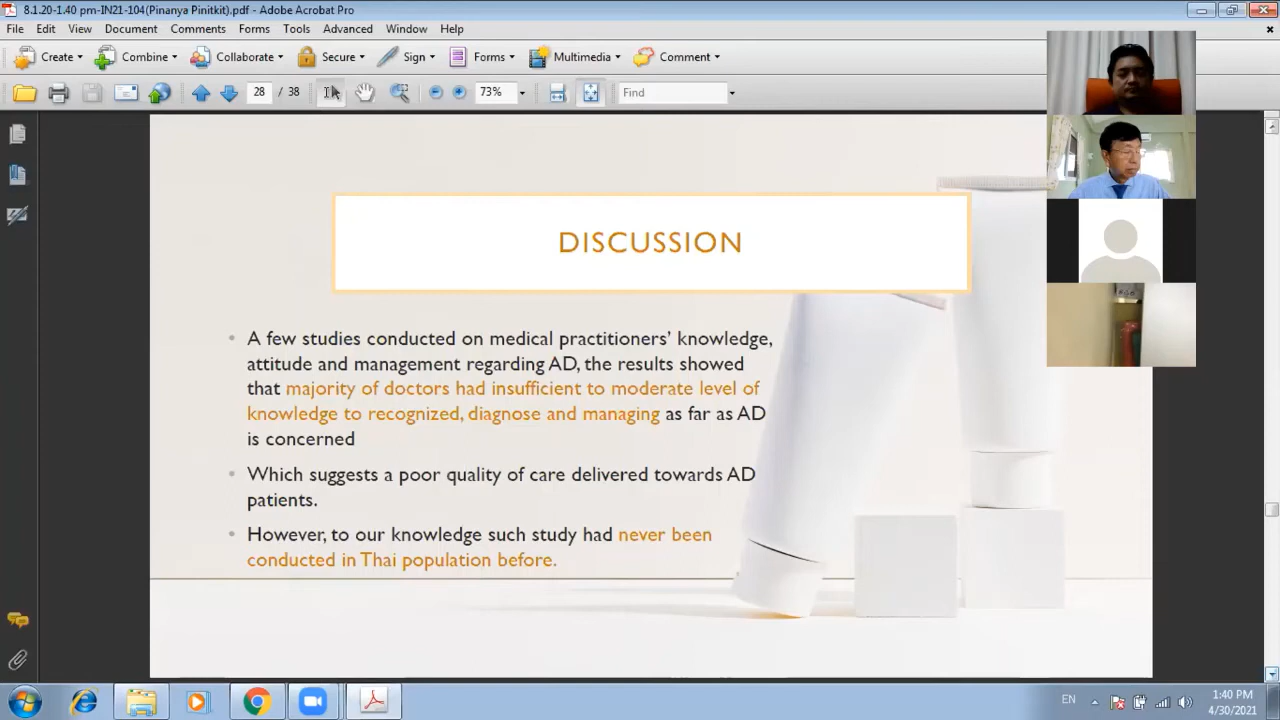 8.1.20-1.40 pm-IN21-104(Pinanya Pinitkit).pdf - Adobe Acrobat Pro
File Edit View Document Comments Forms Tools Advanced Window Help
Create Combine Collaborate Secure Sign Forms Multimedia Comment
28 / 38 73% Find
DISCUSSION
• A few studies conducted on medical practitioners' knowledge,
attitude and management regarding AD, the results showed
that majority of doctors had insufficient to moderate level of
knowledge to recognized, diagnose and managing as far as AD
is concerned
• Which suggests a poor quality of care delivered towards AD
patients.
• However, to our knowledge such study had never been
conducted in Thai population before.
EN
1:40 PM
4/30/2021